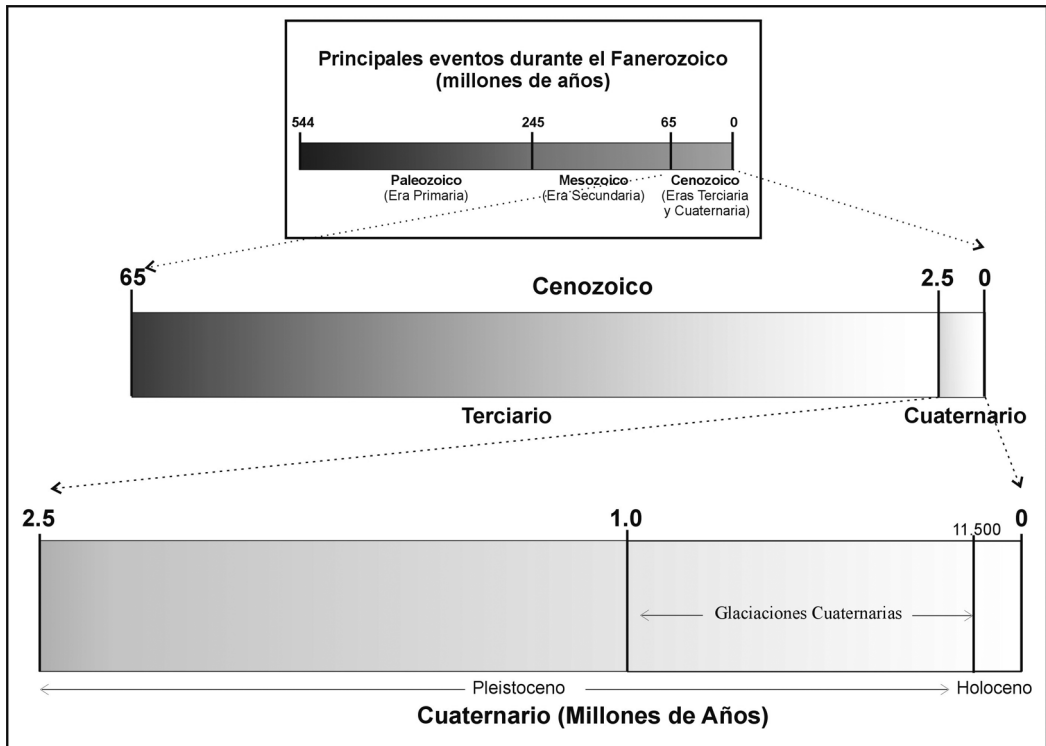 Principales eventos durante el Fanerozoico
(millones de años)
544 245 65 0
Paleozoico Mesozoico Cenozoico
(Era Primaria) (Era Secundaria) (Eras Terciaria
y Cuaternaria)
65 Cenozoico 2.5 0
Terciario Cuaternario
2.5 1.0 11.500 0
Glaciaciones Cuaternarias
Pleistoceno Holoceno
Cuaternario (Millones de Años)